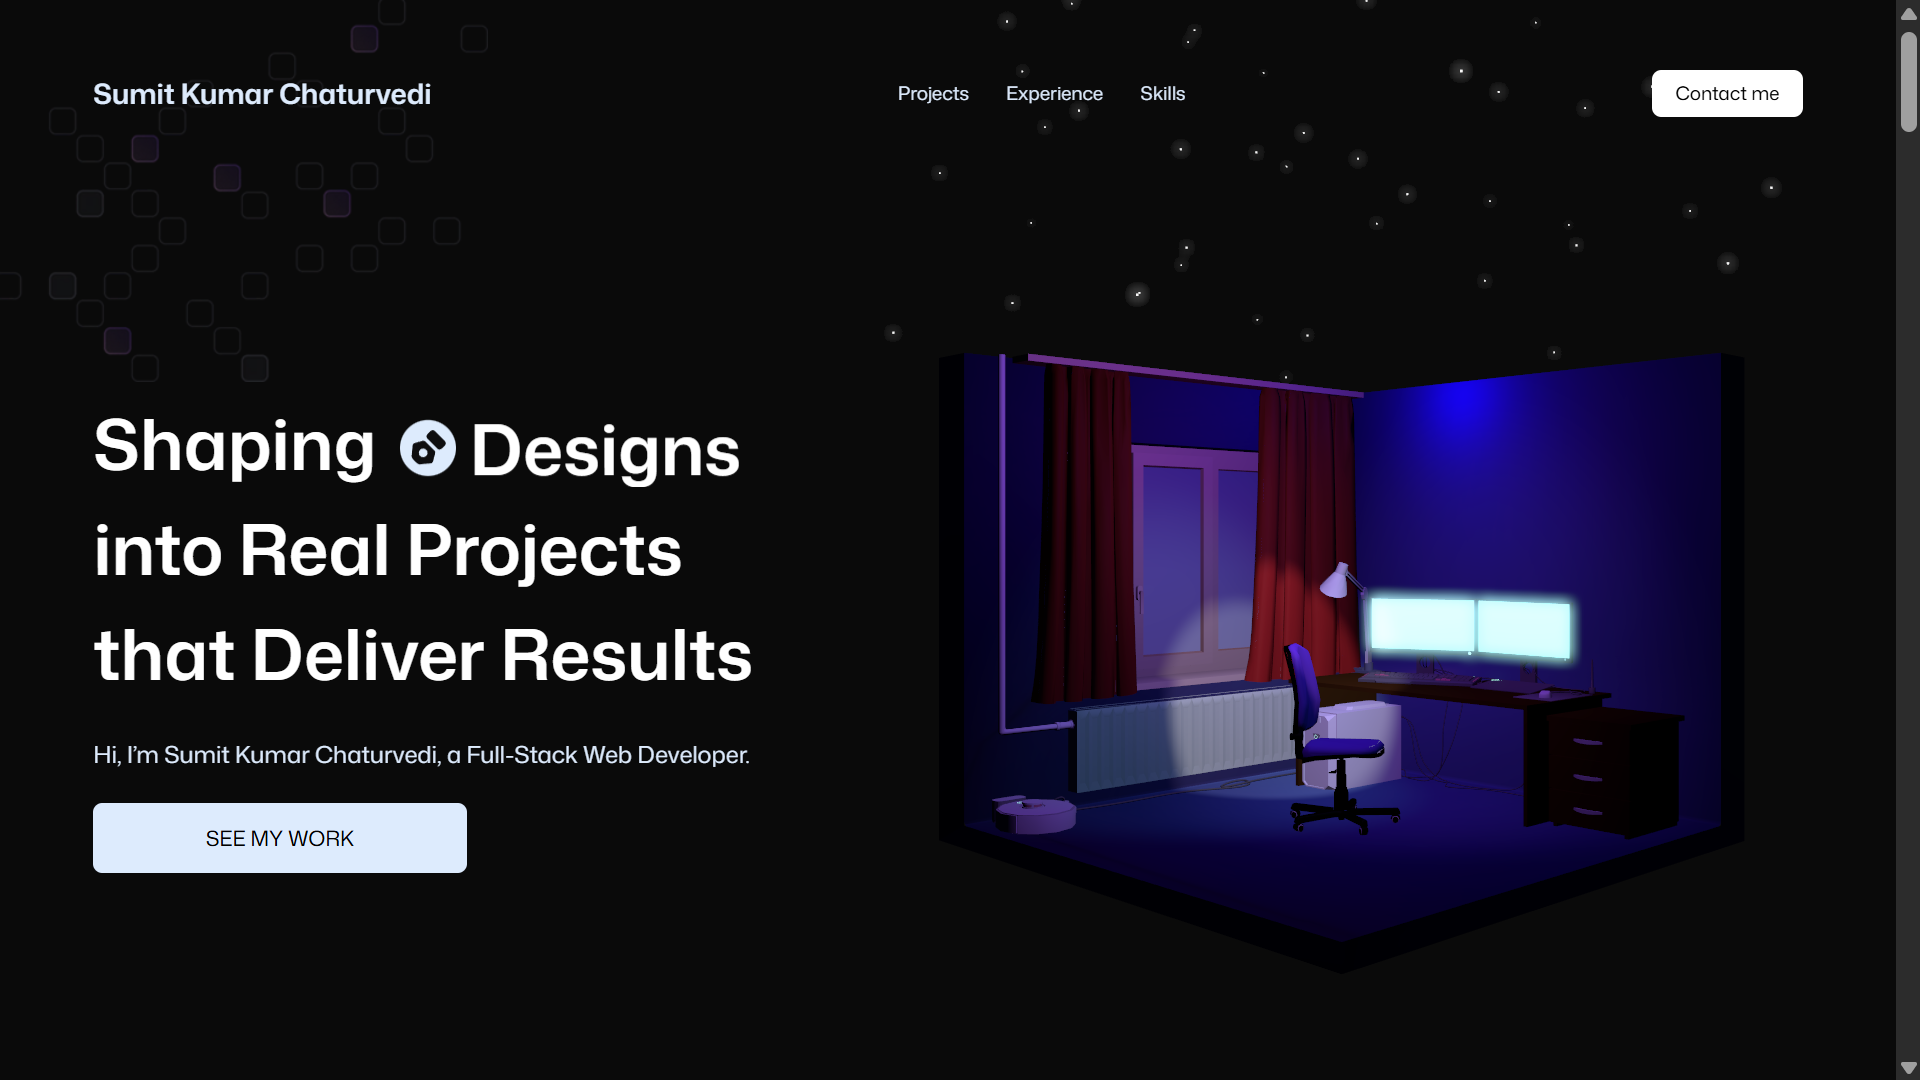 Sumit Kumar Chaturvedi
Projects
Experience
Skills
Contact me
Shaping Designs
into Real Projects
that Deliver Results
Hi, I’m Sumit Kumar Chaturvedi, a Full-Stack Web Developer.
SEE MY WORK